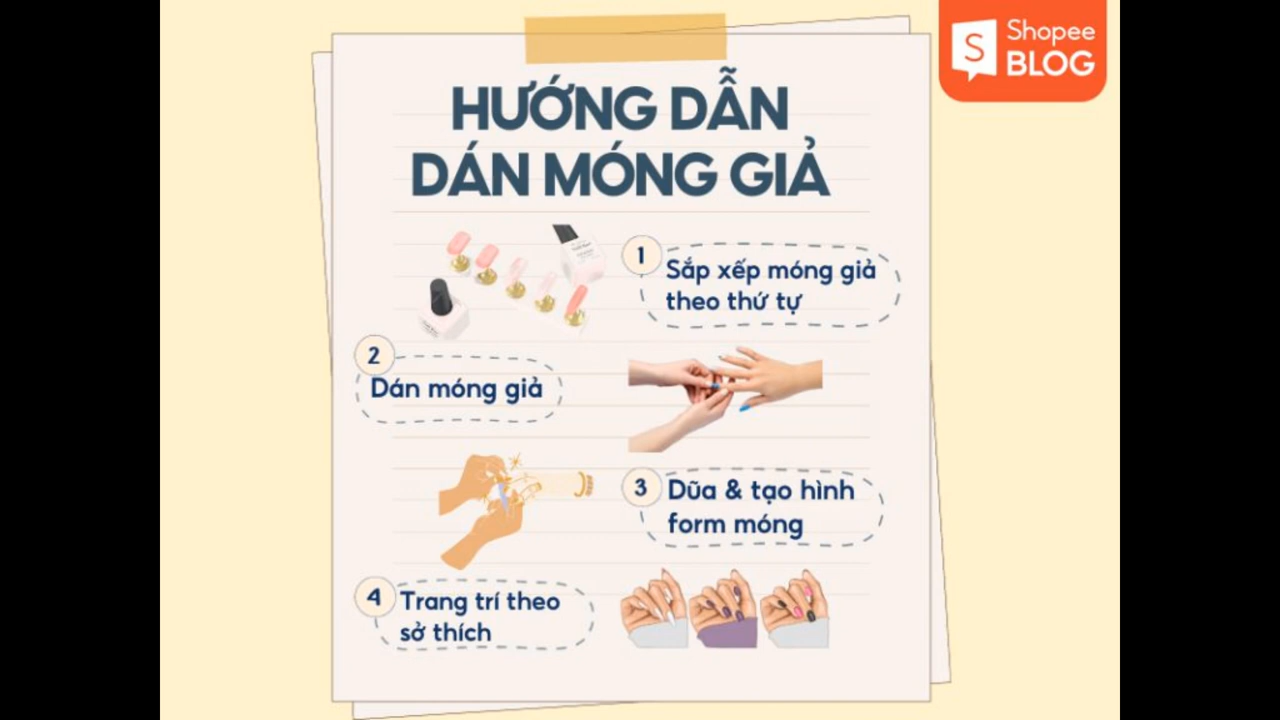 Shopee
BLOG
HƯỚNG DẪN
DÁN MÓNG GIẢ
1
Sắp xếp móng giả
theo thứ tự
2
Dán móng giả
3
Dũa & tạo hình
form móng
4
Trang trí theo
sở thích